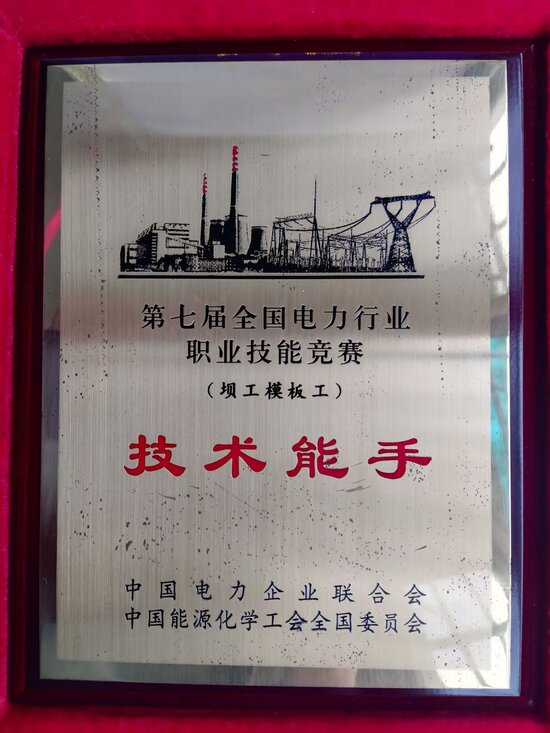 第七届全国电力行业
职业技能竞赛
（坝工模板工）
技术能手
中国电力企业联合会
中国能源化学工会全国委员会